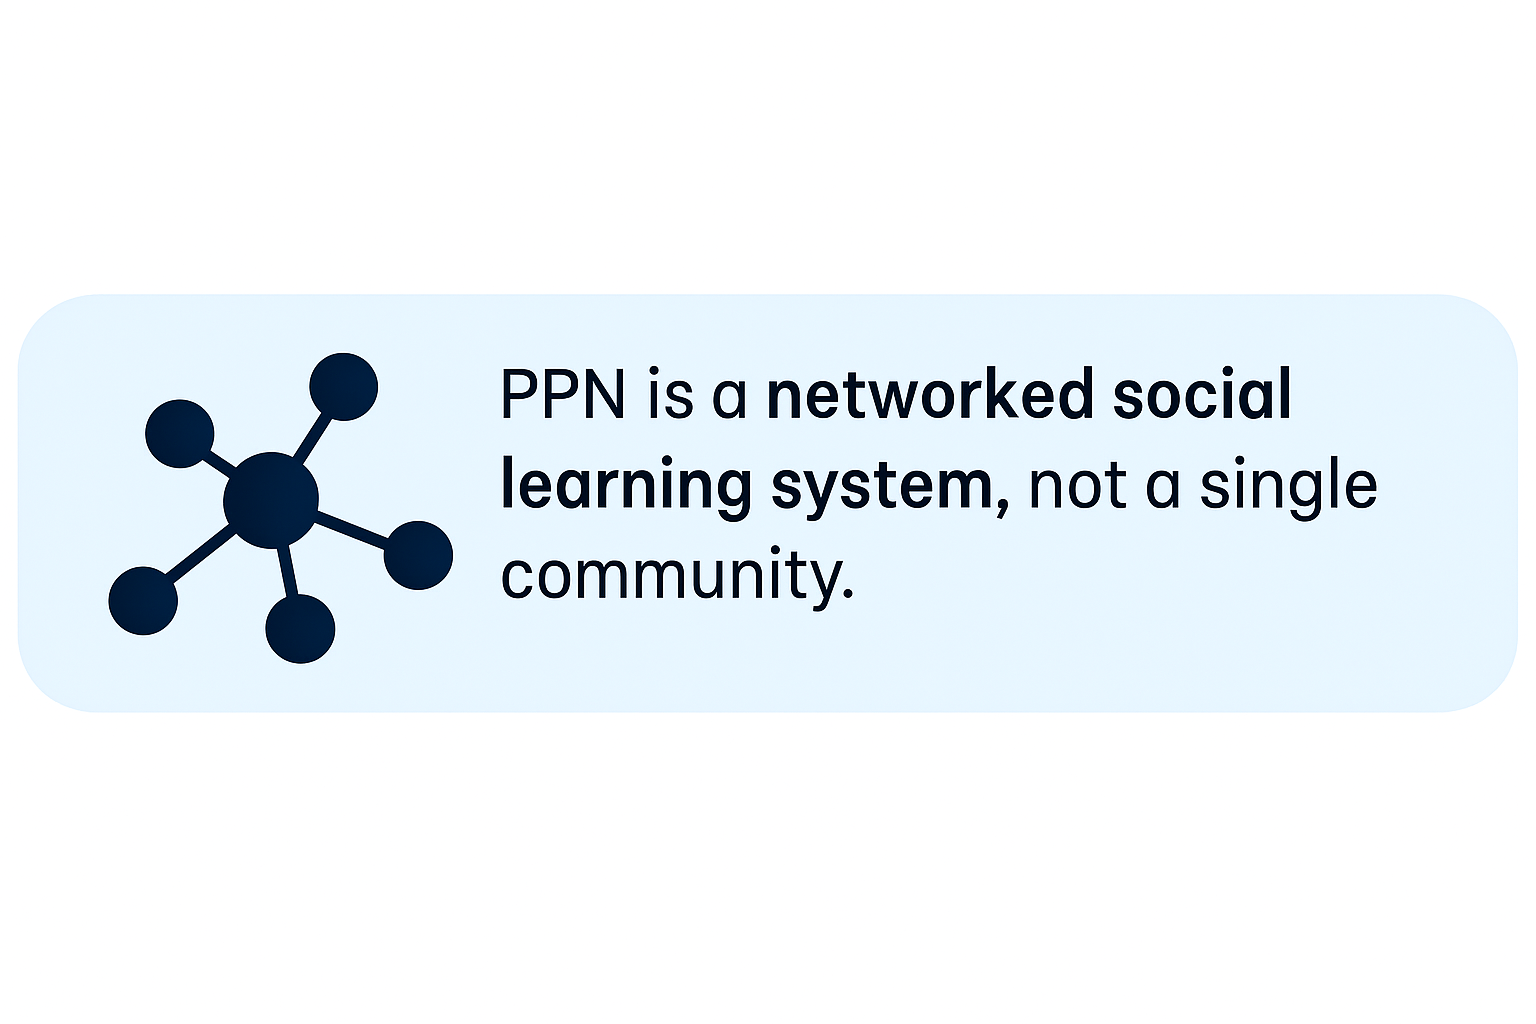 PPN is a networked social
learning system, not a single
community.